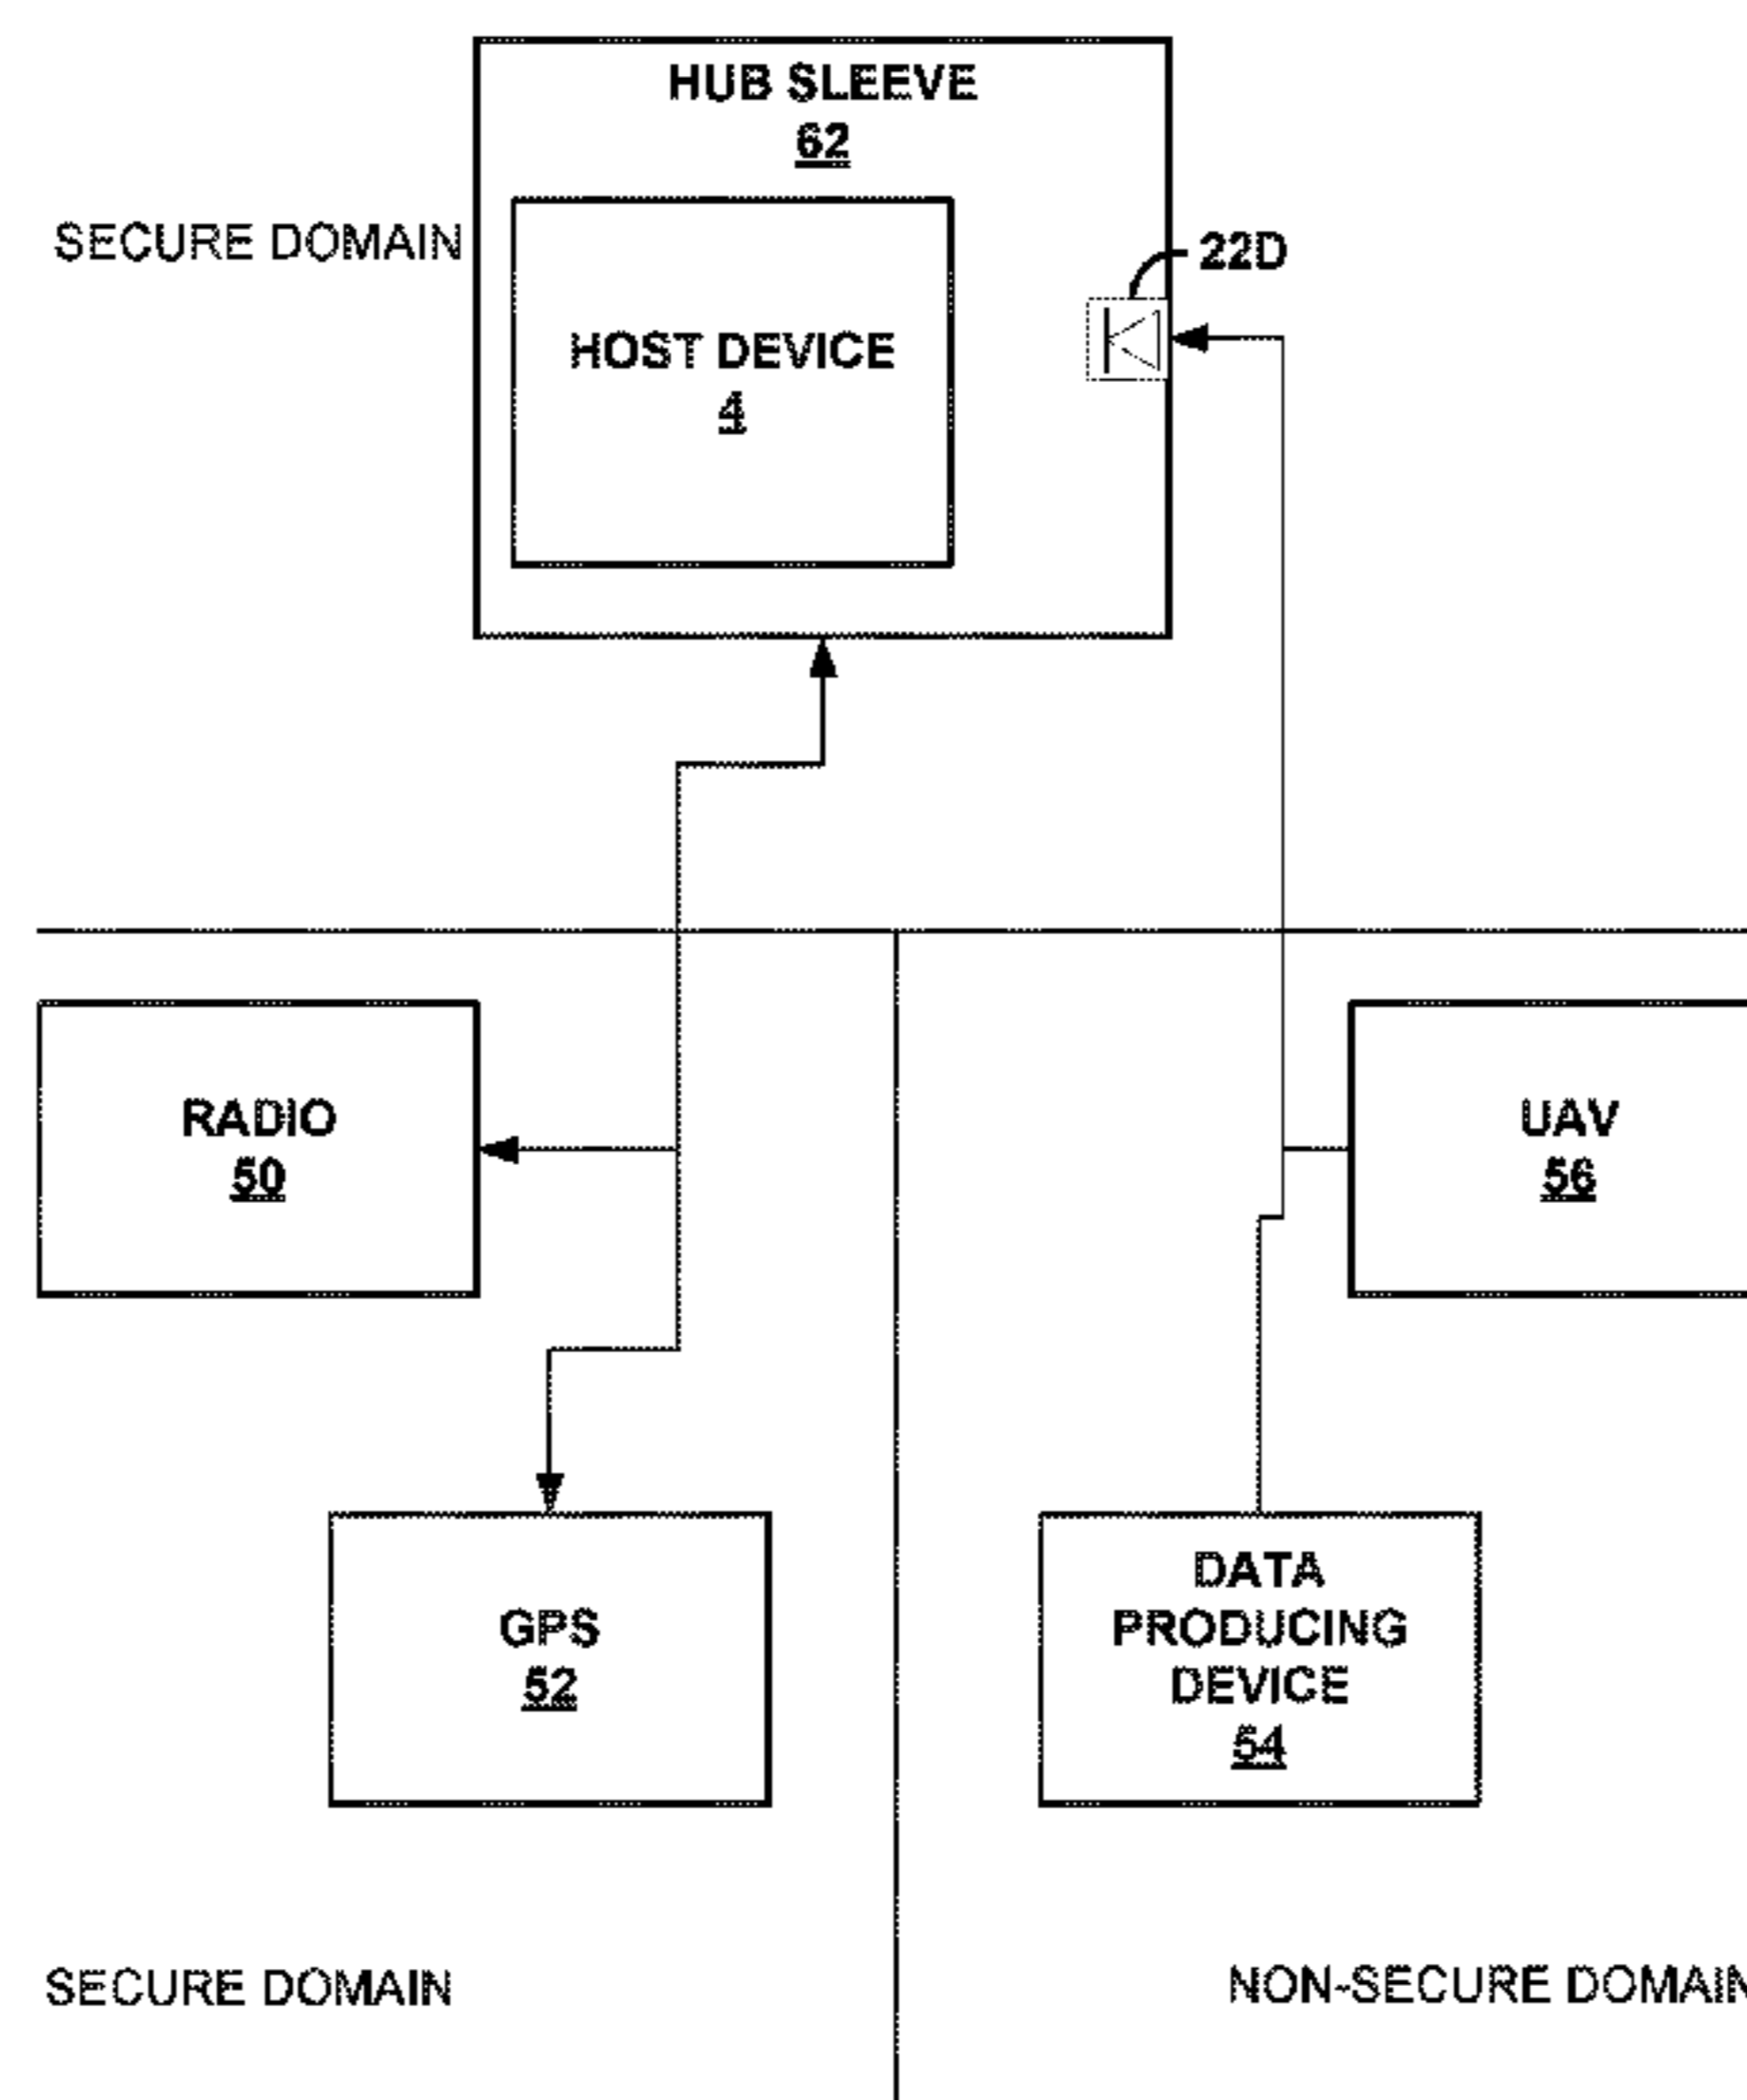 HUB SLEEVE
62
SECURE DOMAIN
22D
HOST DEVICE
4
RADIO
50
UAV
56
GPS
52
DATA
PRODUCING
DEVICE
54
SECURE DOMAIN
NON-SECURE DOMAIN